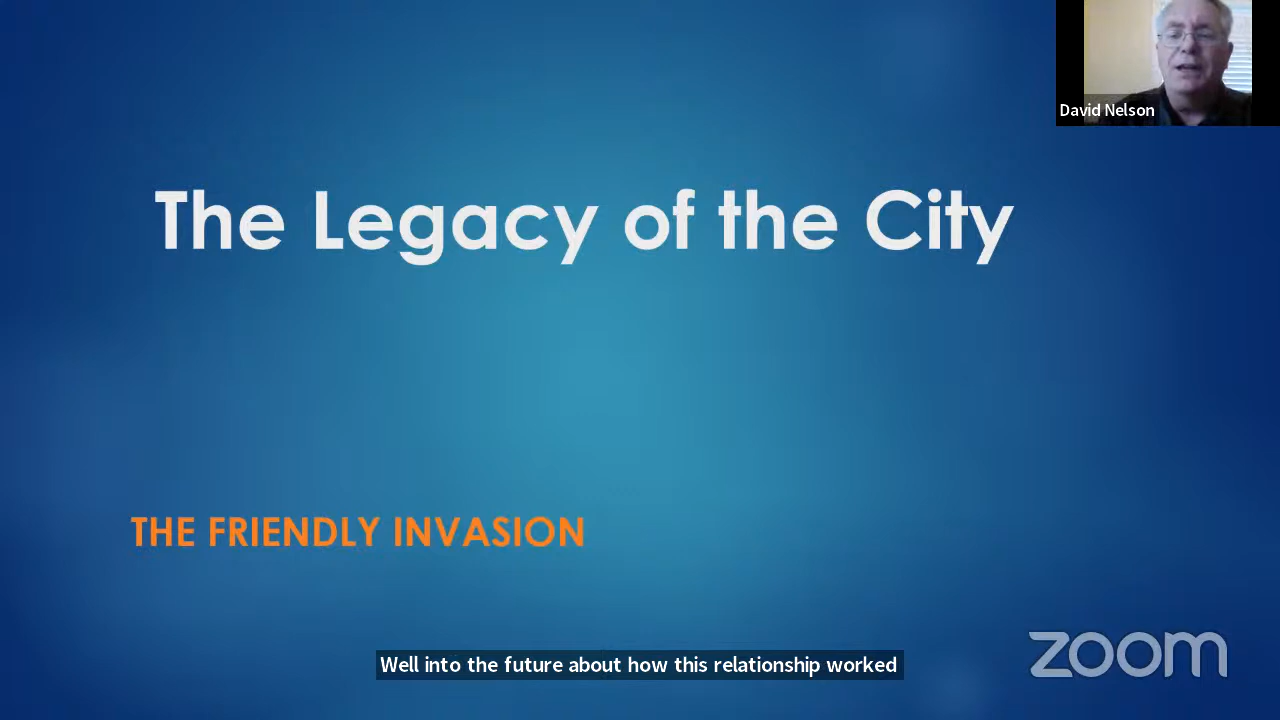 David Nelson
The Legacy of the City
THE FRIENDLY INVASION
Well into the future about how this relationship worked
zoom